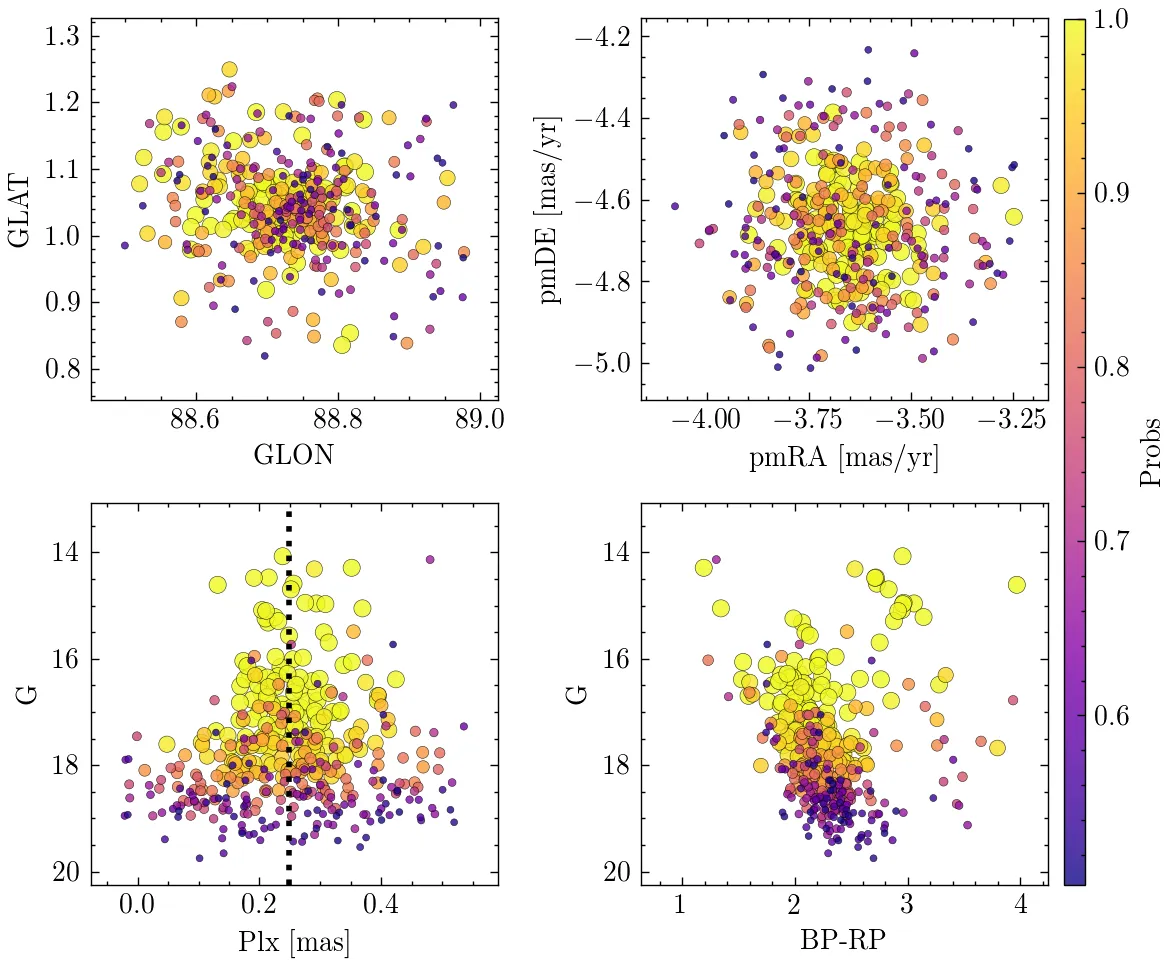 1.3
1.2
1.1
1.0
0.9
0.8
GLAT
88.6 88.8 89.0
GLON
−4.2
−4.4
−4.6
−4.8
−5.0
pmDE [mas/yr]
−4.00 −3.75 −3.50 −3.25
pmRA [mas/yr]
14
16
18
20
G
0.0 0.2 0.4
Plx [mas]
14
16
18
20
G
1 2 3 4
BP-RP
1.0
0.9
0.8
0.7
0.6
Probs